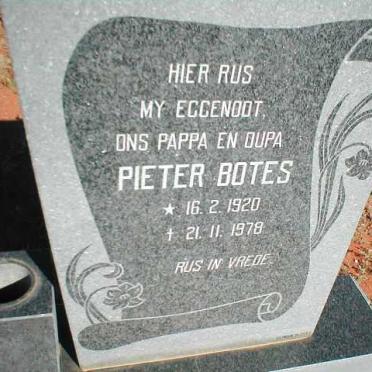 HIER RUS
MY EGGENOOT,
ONS PAPPA EN OUPA
PIETER BOTES
★ 16. 2. 1920
† 21. 11. 1978
RUS IN VREDE.